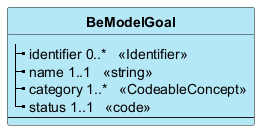 BeModelGoal
identifier 0..* «Identifier»
name 1..1 «string»
category 1..* «CodeableConcept»
status 1..1 «code»